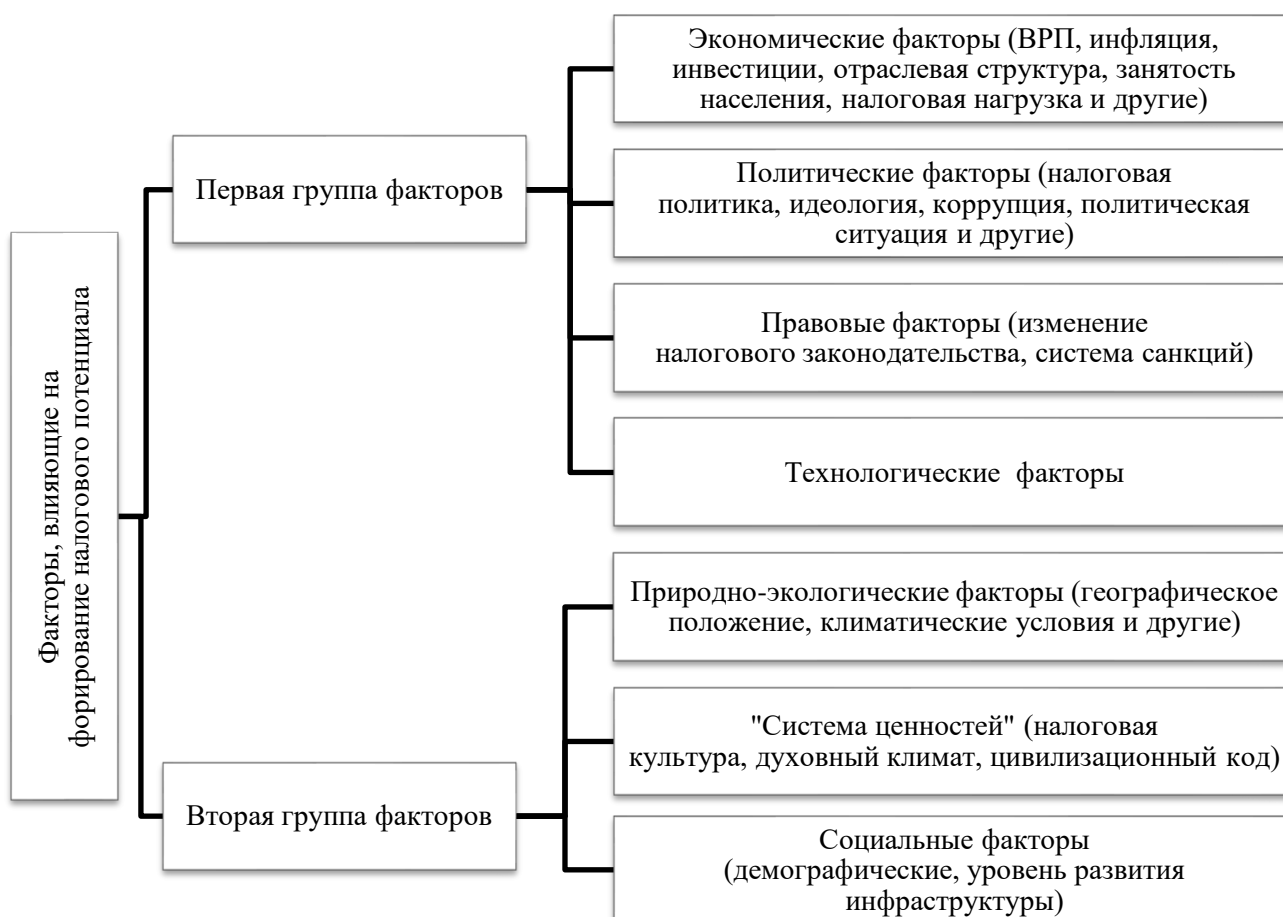 Факторы, влияющие на
форирование налогового потенциала
Первая группа факторов
Экономические факторы (ВРП, инфляция,
инвестиции, отраслевая структура, занятость
населения, налоговая нагрузка и другие)
Политические факторы (налоговая
политика, идеология, коррупция, политическая
ситуация и другие)
Правовые факторы (изменение
налогового законодательства, система санкций)
Технологические факторы
Вторая группа факторов
Природно-экологические факторы (географическое
положение, климатические условия и другие)
"Система ценностей" (налоговая
культура, духовный климат, цивилизационный код)
Социальные факторы
(демографические, уровень развития
инфраструктуры)